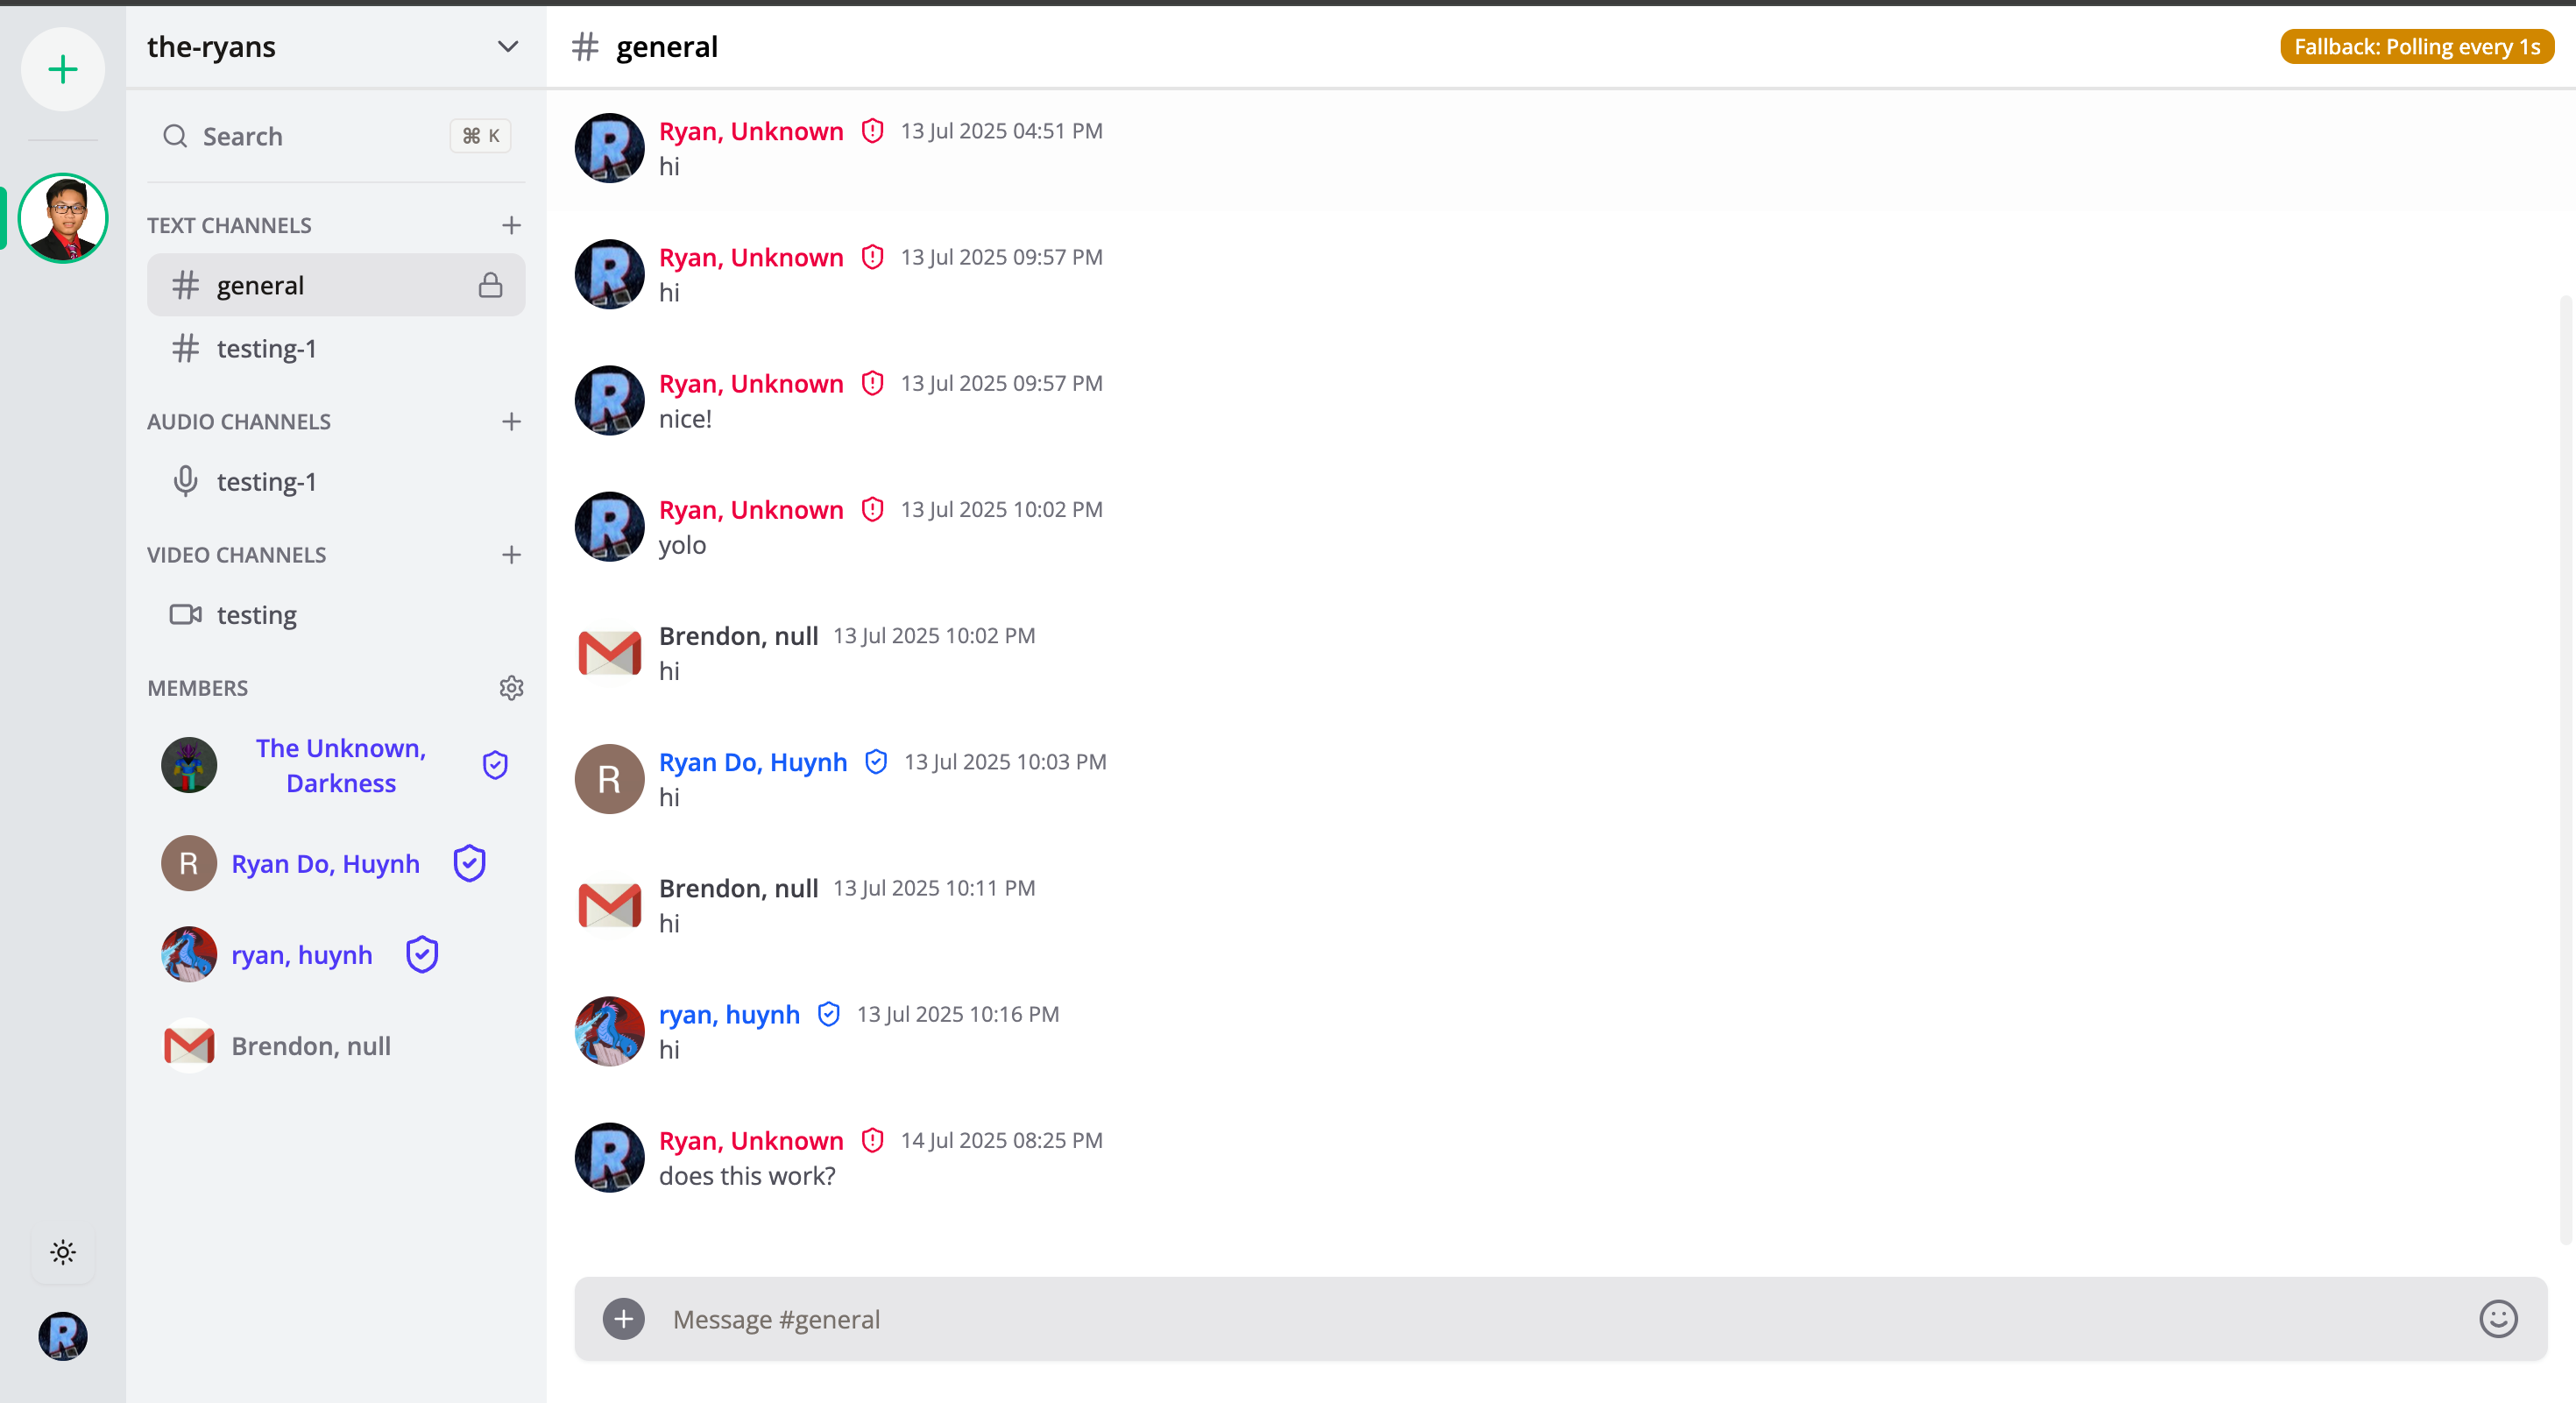 the-ryans
Search
⌘ K
TEXT CHANNELS
general
testing-1
AUDIO CHANNELS
testing-1
VIDEO CHANNELS
testing
MEMBERS
The Unknown,
Darkness
R
Ryan Do, Huynh
ryan, huynh
Brendon, null
R
# general
Fallback: Polling every 1s
R
Ryan, Unknown 13 Jul 2025 04:51 PM
hi
R
Ryan, Unknown 13 Jul 2025 09:57 PM
hi
R
Ryan, Unknown 13 Jul 2025 09:57 PM
nice!
R
Ryan, Unknown 13 Jul 2025 10:02 PM
yolo
Brendon, null 13 Jul 2025 10:02 PM
hi
R
Ryan Do, Huynh 13 Jul 2025 10:03 PM
hi
Brendon, null 13 Jul 2025 10:11 PM
hi
ryan, huynh 13 Jul 2025 10:16 PM
hi
R
Ryan, Unknown 14 Jul 2025 08:25 PM
does this work?
Message #general